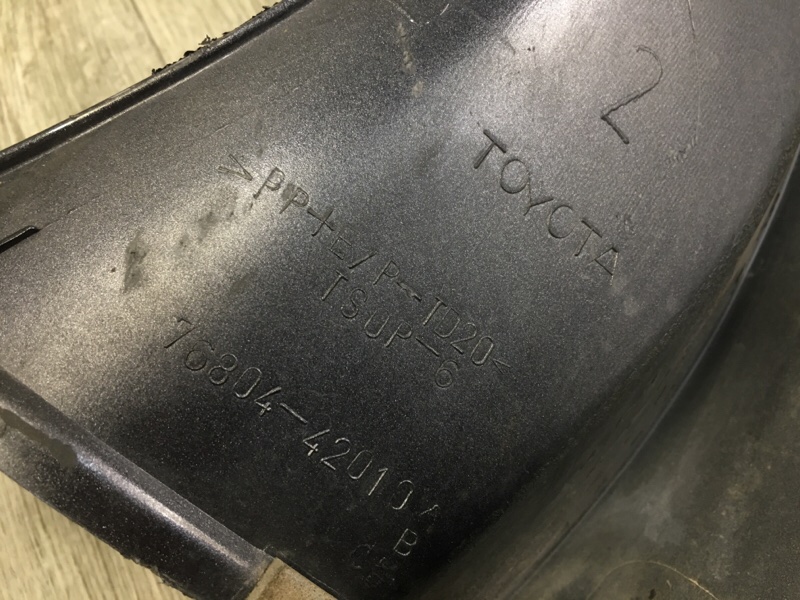 2
TOYOTA
>PP+E/P-TD20<
TSOP-6
76804-42010 A
B
C